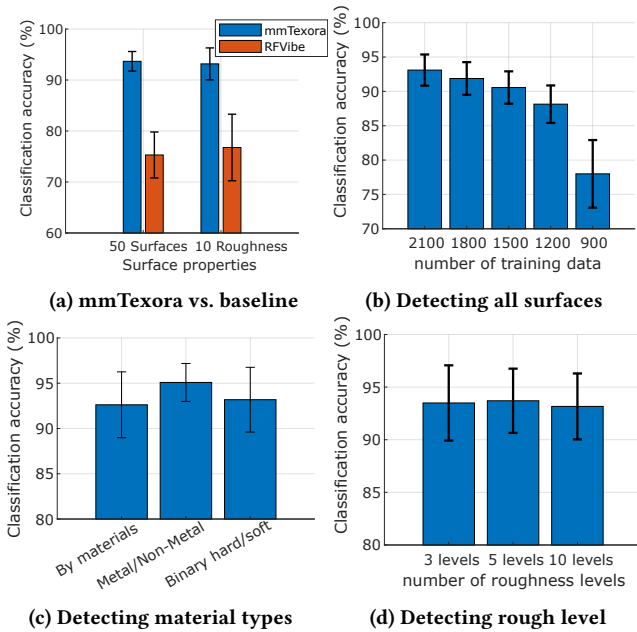 Classification accuracy (%)
100
90
80
70
60
mmTexora
RFVibe
50 Surfaces 10 Roughness
Surface properties
(a) mmTexora vs. baseline
Classification accuracy (%)
100
95
90
85
80
75
70
2100 1800 1500 1200 900
number of training data
(b) Detecting all surfaces
Classification accuracy (%)
100
95
90
85
80
By materials
Metal/Non-Metal
Binary hard/soft
(c) Detecting material types
Classification accuracy (%)
100
95
90
85
80
3 levels 5 levels 10 levels
number of roughness levels
(d) Detecting rough level